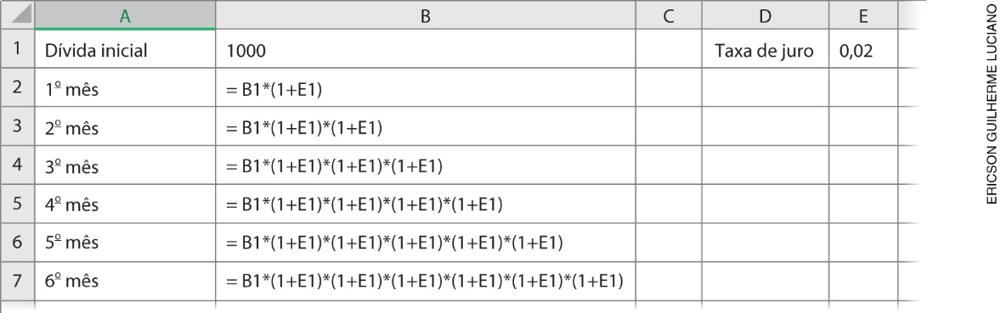 A B C D E
1 Dívida inicial 1000 Taxa de juro 0,02
2 1º mês = B1*(1+E1)
3 2º mês = B1*(1+E1)*(1+E1)
4 3º mês = B1*(1+E1)*(1+E1)*(1+E1)
5 4º mês = B1*(1+E1)*(1+E1)*(1+E1)*(1+E1)
6 5º mês = B1*(1+E1)*(1+E1)*(1+E1)*(1+E1)*(1+E1)
7 6º mês = B1*(1+E1)*(1+E1)*(1+E1)*(1+E1)*(1+E1)*(1+E1)
ERICSON GUILHERME LUCIANO